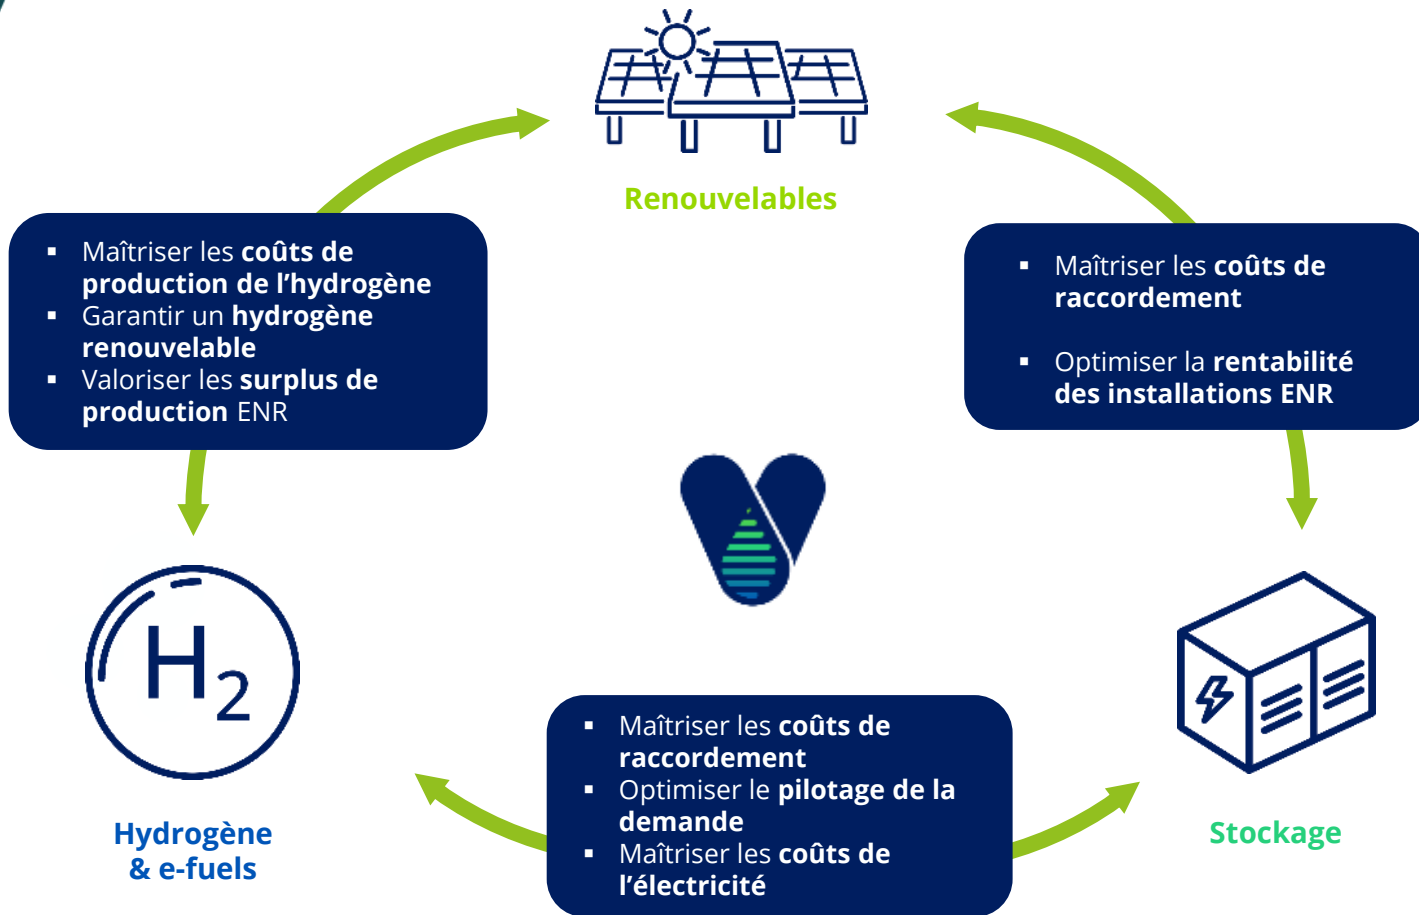 Renouvelables
▪ Maîtriser les coûts de
production de l’hydrogène
▪ Garantir un hydrogène
renouvelable
▪ Valoriser les surplus de
production ENR
▪ Maîtriser les coûts de
raccordement
▪ Optimiser la rentabilité
des installations ENR
H₂
Hydrogène
& e-fuels
▪ Maîtriser les coûts de
raccordement
▪ Optimiser le pilotage de la
demande
▪ Maîtriser les coûts de
l’électricité
Stockage